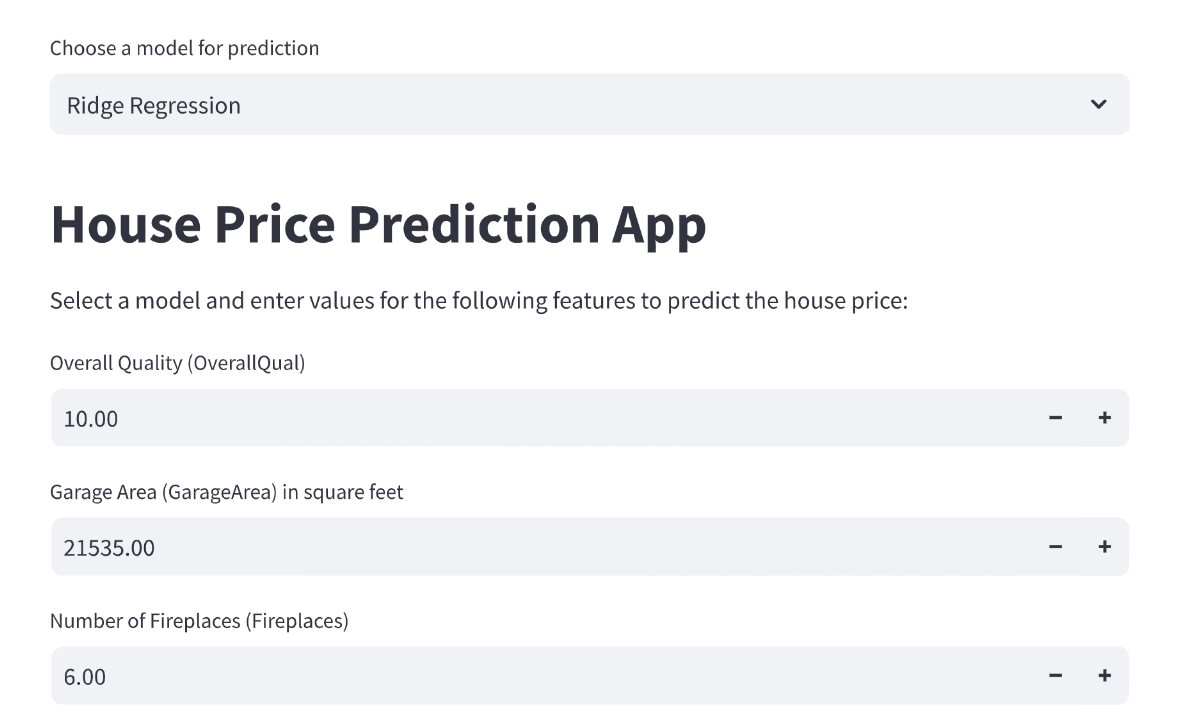 Choose a model for prediction
Ridge Regression
House Price Prediction App
Select a model and enter values for the following features to predict the house price:
Overall Quality (OverallQual)
10.00
Garage Area (GarageArea) in square feet
21535.00
Number of Fireplaces (Fireplaces)
6.00